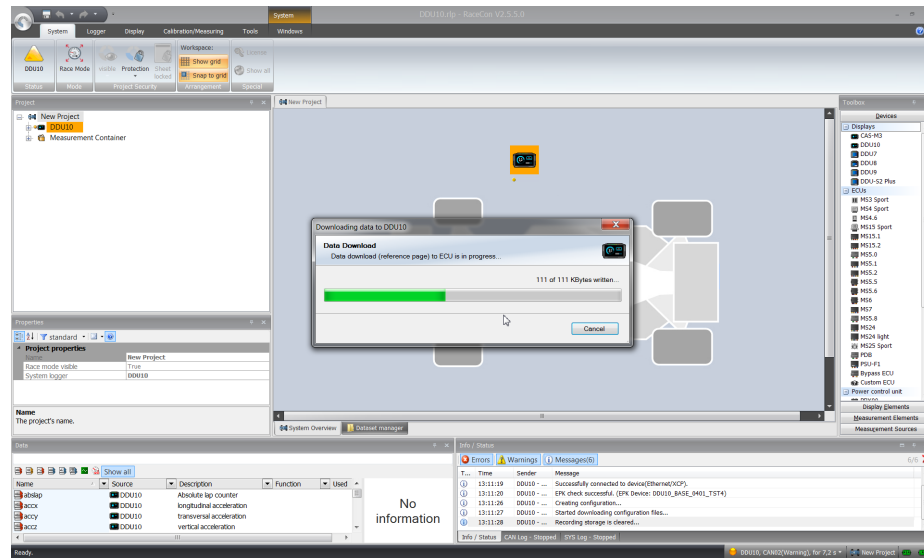 System
DDU10.rfp - RaceCon V2.5.5.0
System Logger Display Calibration/Measuring Tools Windows
Workspace:
DDU10 Race Mode visible Protection Sheet locked
Show grid
Snap to grid
License
Show all
Status Mode Project Security Arrangement Special
Project
New Project
DDU10
Measurement Container
New Project
Properties
standard
Project properties
Name New Project
Race mode visible True
System logger DDU10
Name
The project's name.
Downloading data to DDU10
Data Download
Data download (reference page) to ECU is in progress...
111 of 111 KBytes written...
Cancel
System Overview Dataset manager
Toolbox
Devices
Displays
CAS-M3
DDU10
DDU7
DDU8
DDU9
DDU-S2 Plus
ECUs
MS3 Sport
MS4 Sport
MS4.6
MS15 Sport
MS15.1
MS15.2
MS5.0
MS5.1
MS5.2
MS5.5
MS5.6
MS6
MS7
MS5.8
MS24
MS24 light
MS25 Sport
PDB
PSU-F1
Bypass ECU
Custom ECU
Power control unit
Display Elements
Measurement Elements
Measurement Sources
Data
Show all
Name Source Description Function Used
abslap DDU10 Absolute lap counter
accx DDU10 longitudinal acceleration
accy DDU10 transversal acceleration
accz DDU10 vertical acceleration
No
information
Info / Status
Errors Warnings Messages(6) 6/6
T... Time Sender Message
13:11:19 DDU10 - ... Successfully connected to device(Ethernet/XCP).
13:11:20 DDU10 - ... EPK check successful. (EPK Device: DDU10_BASE_0401_TST4)
13:11:26 DDU10 - ... Creating configuration...
13:11:27 DDU10 - ... Started downloading configuration files...
13:11:28 DDU10 - ... Recording storage is cleared...
Info / Status CAN Log - Stopped SYS Log - Stopped
Ready.
DDU10, CAN02(Warning), for 7,2 s
New Project